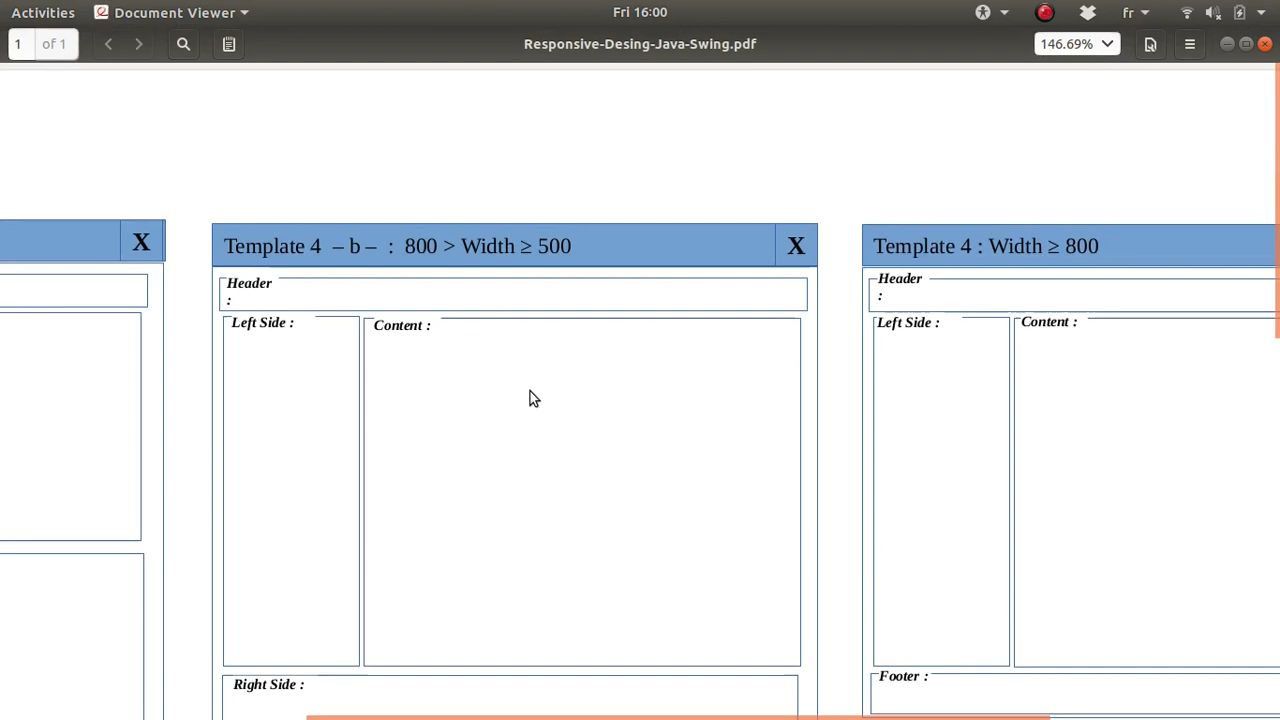 Activities Document Viewer Fri 16:00 fr
1 of 1 Responsive-Desing-Java-Swing.pdf 146.69%
X
Template 4 – b – : 800 > Width ≥ 500 X
Header
:
Left Side :
Content :
Right Side :
Template 4 : Width ≥ 800
Header
:
Left Side :
Content :
Footer :